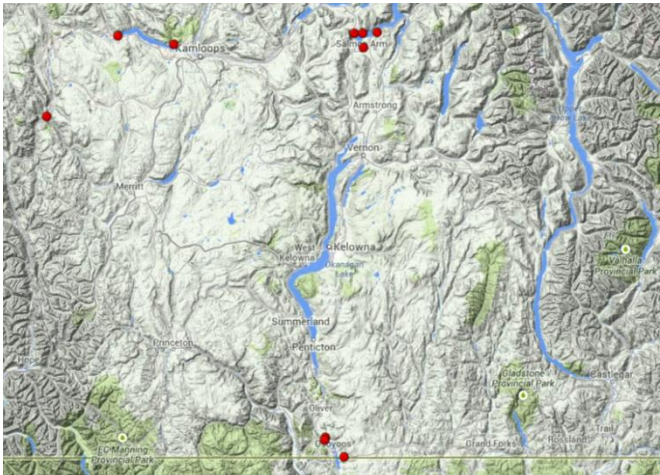 Kamloops
Salmon Arm
Armstrong
Vernon
Merritt
West
Kelowna
Kelowna
Okanagan
Lake
Valhalla
Provincial Park
Summerland
Princeton
Penticton
Hope
Gladstone
Provincial Park
Castlegar
Oliver
EC Manning
Provincial Park
Grand Forks
Rossland
Trail